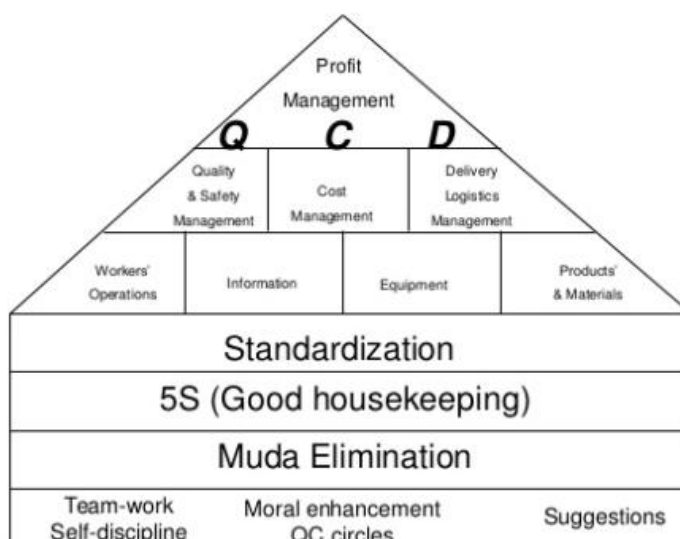 Profit
Management
Q C D
Quality
& Safety
Management
Cost
Management
Delivery
Logistics
Management
Workers'
Operations
Information
Equipment
Products'
& Materials
Standardization
5S (Good housekeeping)
Muda Elimination
Team-work
Self-discipline
Moral enhancement
QC circles
Suggestions